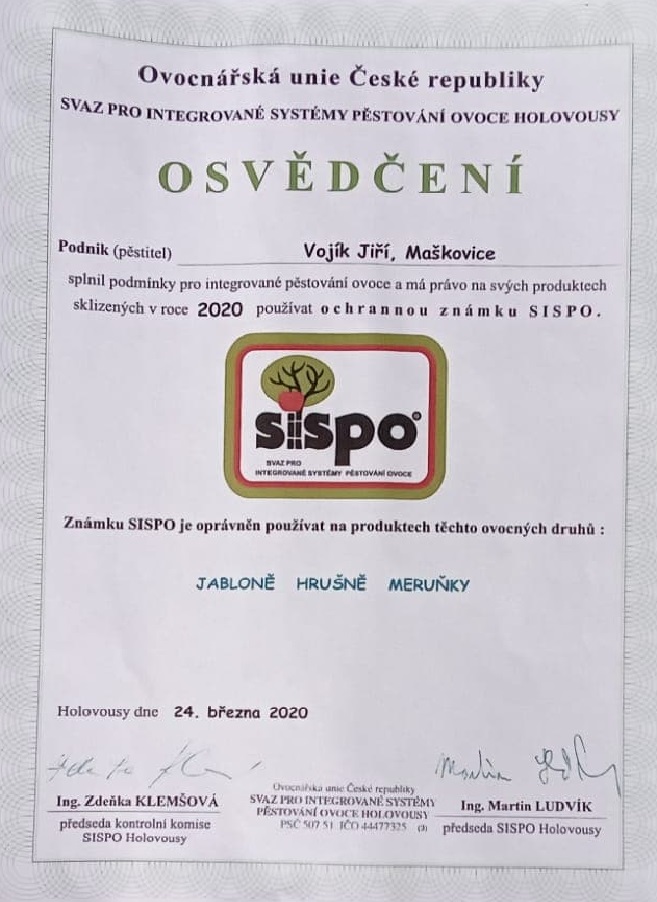 Ovocnářská unie České republiky
SVAZ PRO INTEGROVANÉ SYSTÉMY PĚSTOVÁNÍ OVOCE HOLOVOUSY
OSVĚDČENÍ
Podnik (pěstitel) Vojík Jiří, Maškovice
splnil podmínky pro integrované pěstování ovoce a má právo na svých produktech
sklizených v roce 2020 používat ochrannou známku SISPO.
sispo®
SVAZ PRO
INTEGROVANÉ SYSTÉMY PĚSTOVÁNÍ OVOCE
Známku SISPO je oprávněn používat na produktech těchto ovocných druhů :
JABLONĚ HRUŠNĚ MERUŇKY
Holovousy dne 24. března 2020
Ing. Zdeňka KLEMŠOVÁ
předseda kontrolní komise
SISPO Holovousy
Ovocnářská unie České republiky
SVAZ PRO INTEGROVANÉ SYSTÉMY
PĚSTOVÁNÍ OVOCE HOLOVOUSY
PSČ 507 51 IČO 44477325 (3)
Martin
Ing. Martin LUDVÍK
předseda SISPO Holovousy